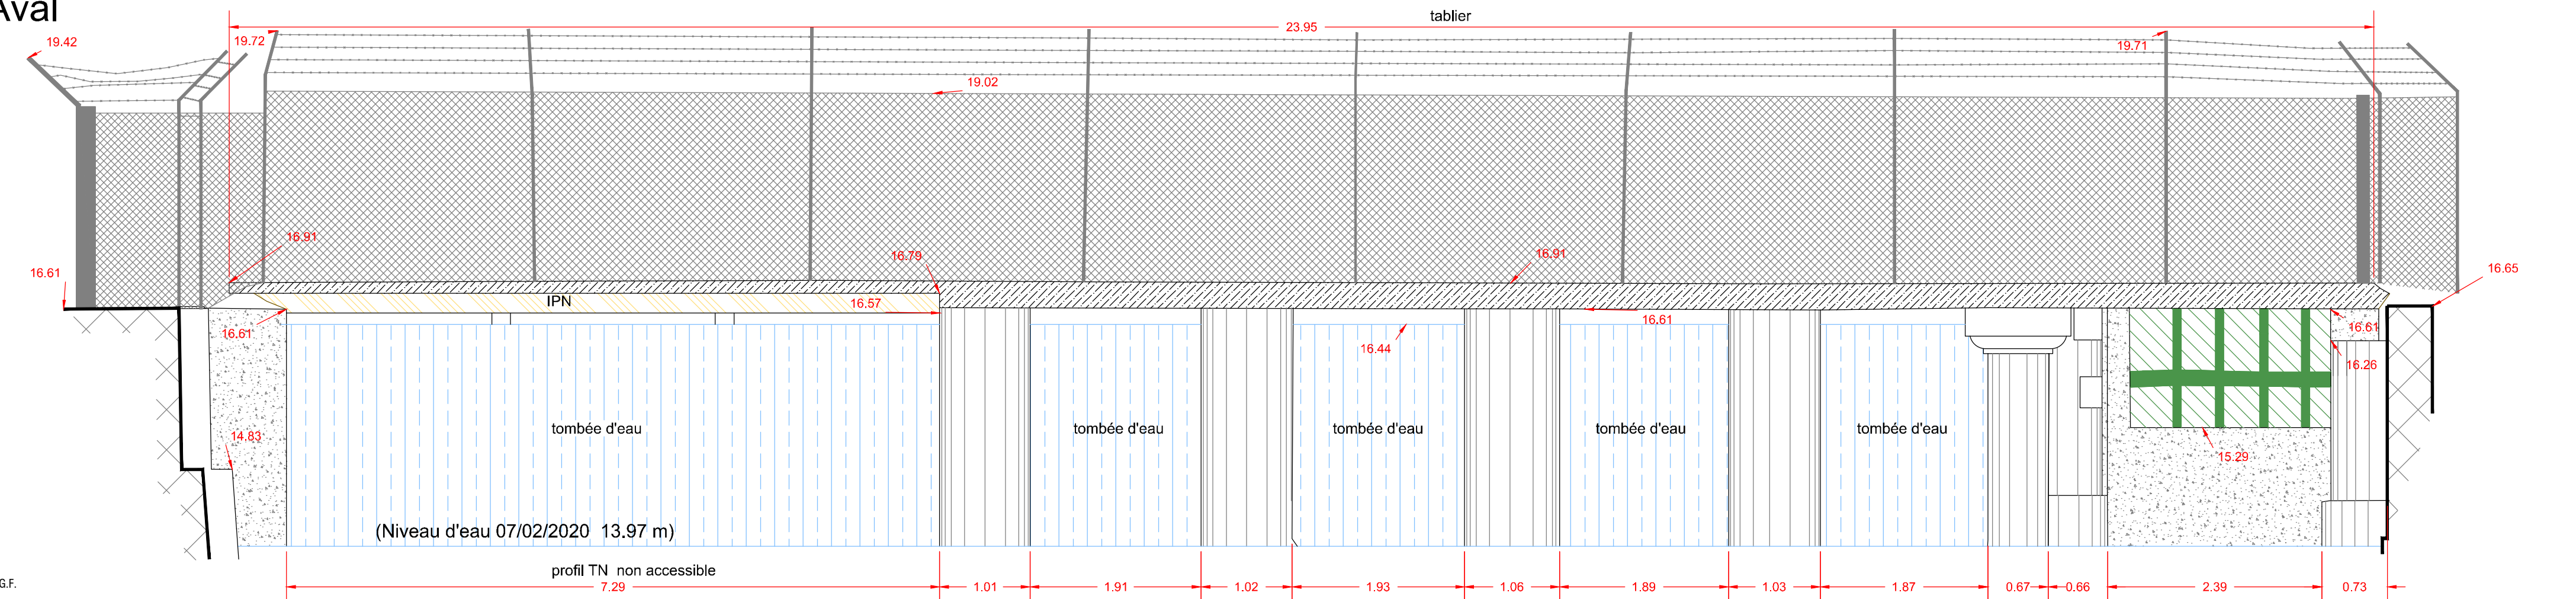 Aval
tablier
23.95
19.42
19.72
19.71
19.02
16.91
16.79
16.91
16.61
16.65
IPN
16.57
16.61
16.61
16.61
16.44
16.26
14.83
tombée d'eau
tombée d'eau
tombée d'eau
tombée d'eau
tombée d'eau
15.29
(Niveau d'eau 07/02/2020 13.97 m)
profil TN non accessible
G.F.
7.29
1.01
1.91
1.02
1.93
1.06
1.89
1.03
1.87
0.67
0.66
2.39
0.73